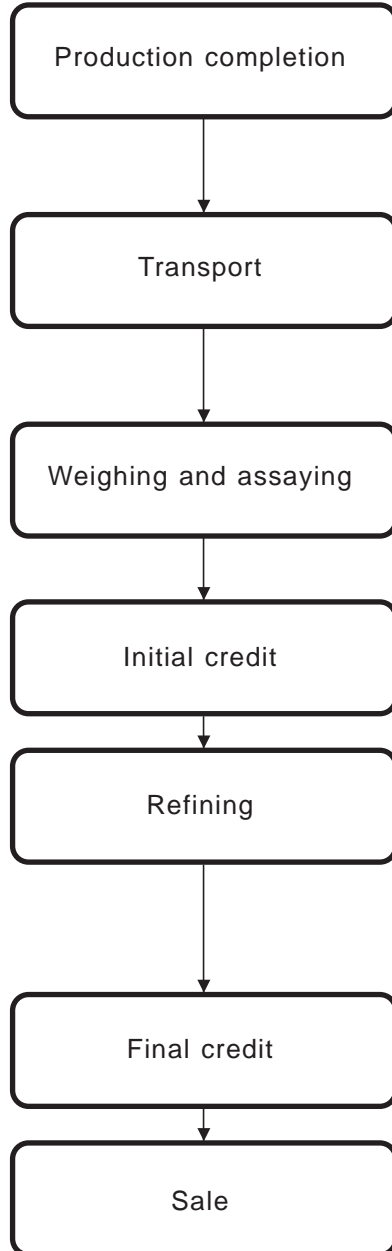 Production completion
Transport
Weighing and assaying
Initial credit
Refining
Final credit
Sale